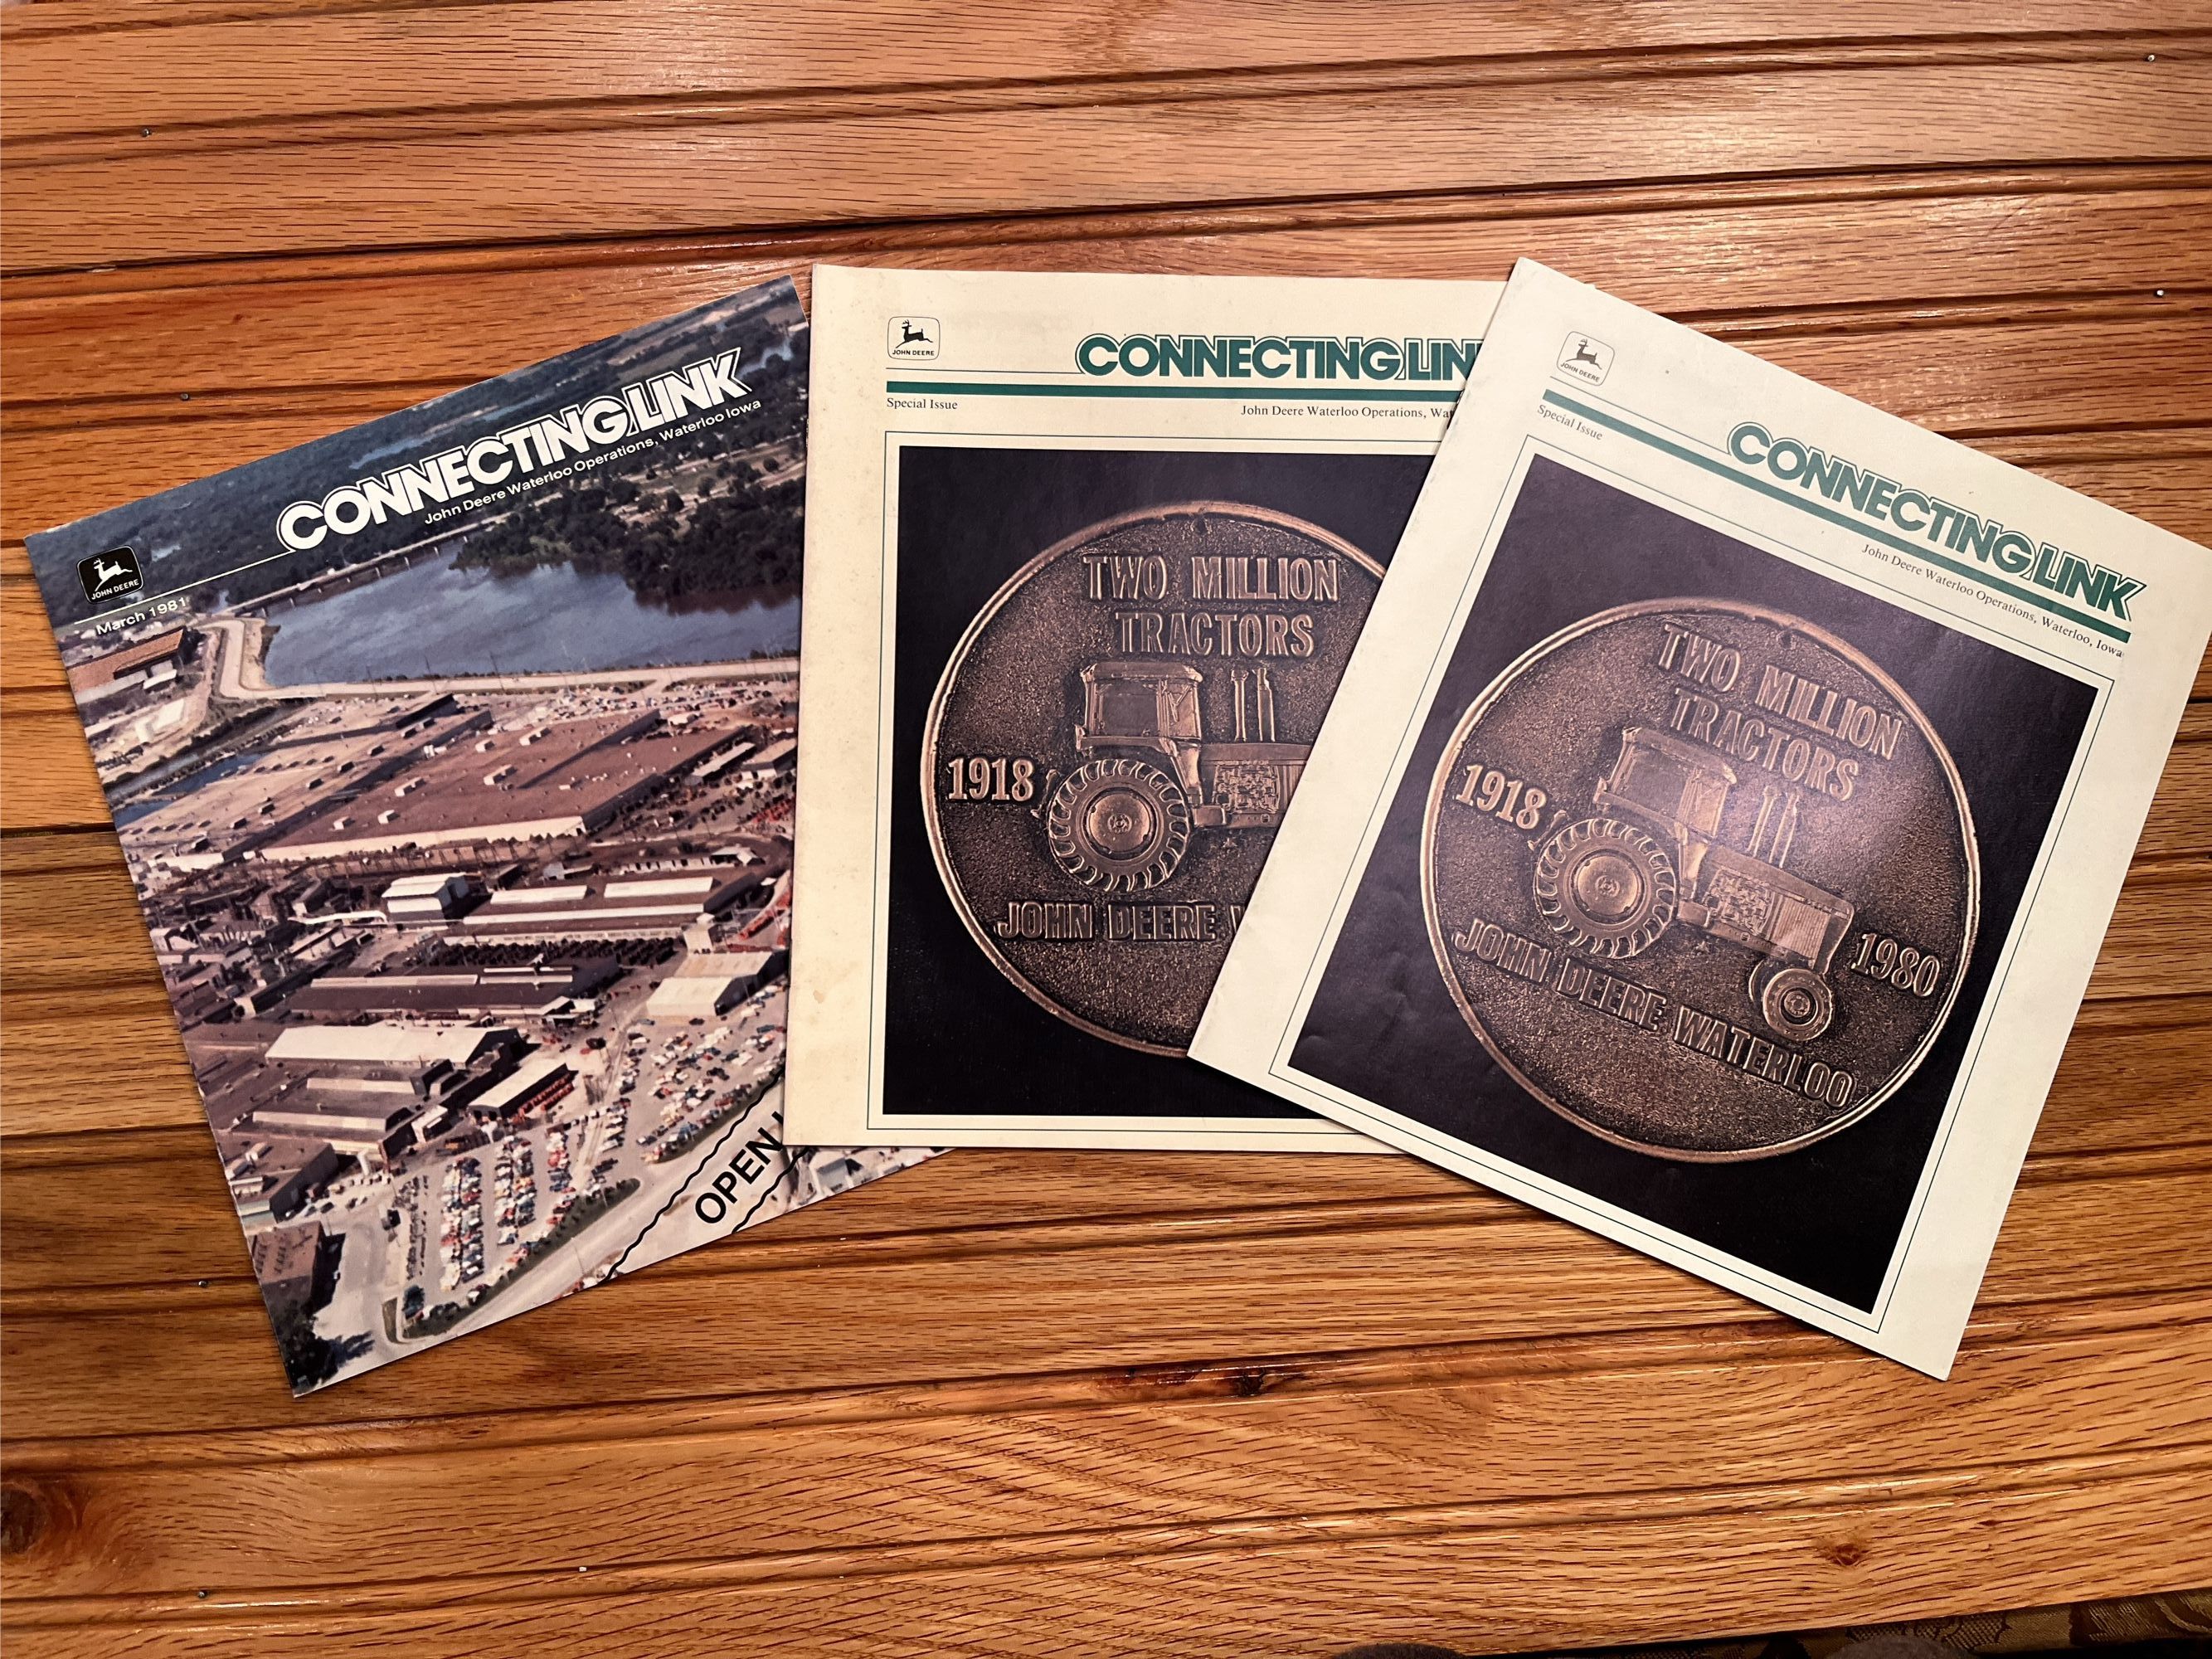 CONNECTING LINK
John Deere Waterloo Operations, Waterloo Iowa
JOHN DEERE
March 1981
OPEN
JOHN DEERE
CONNECTING
Special Issue
John Deere Waterloo Operations,
TWO MILLION
TRACTORS
1918
JOHN DEERE
JOHN DEERE
CONNECTING LINK
Special Issue
John Deere Waterloo Operations, Waterloo, Iowa
TWO MILLION
TRACTORS
1918
1980
JOHN DEERE WATERLOO